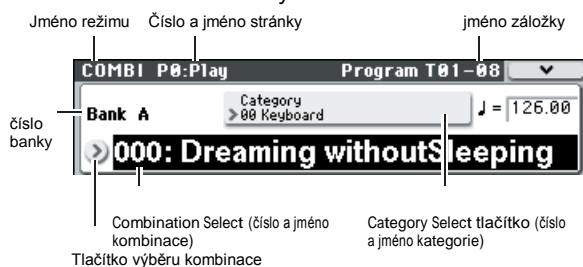 Jméno režimu Číslo a jméno stránky jméno záložky
COMBI P0:Play Program T01-08
Category
Bank A >00 Keyboard ♩= 126.00
číslo
banky
000: Dreaming withoutSleeping
Combination Select (číslo a jméno
kombinace)
Category Select tlačítko (číslo
a jméno kategorie)
Tlačítko výběru kombinace